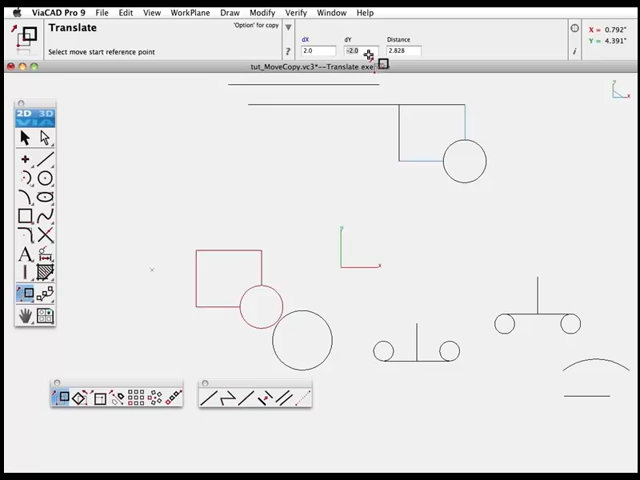 ViaCAD Pro 9 File Edit View WorkPlane Draw Modify Verify Window Help
Translate
'Option' for copy
Select move start reference point
dX dY Distance
2.0 -2.0 2.828
X = 0.792"
Y = 4.391"
tut_MoveCopy.vc3*--Translate
2D 3D
VIA
A
y
x